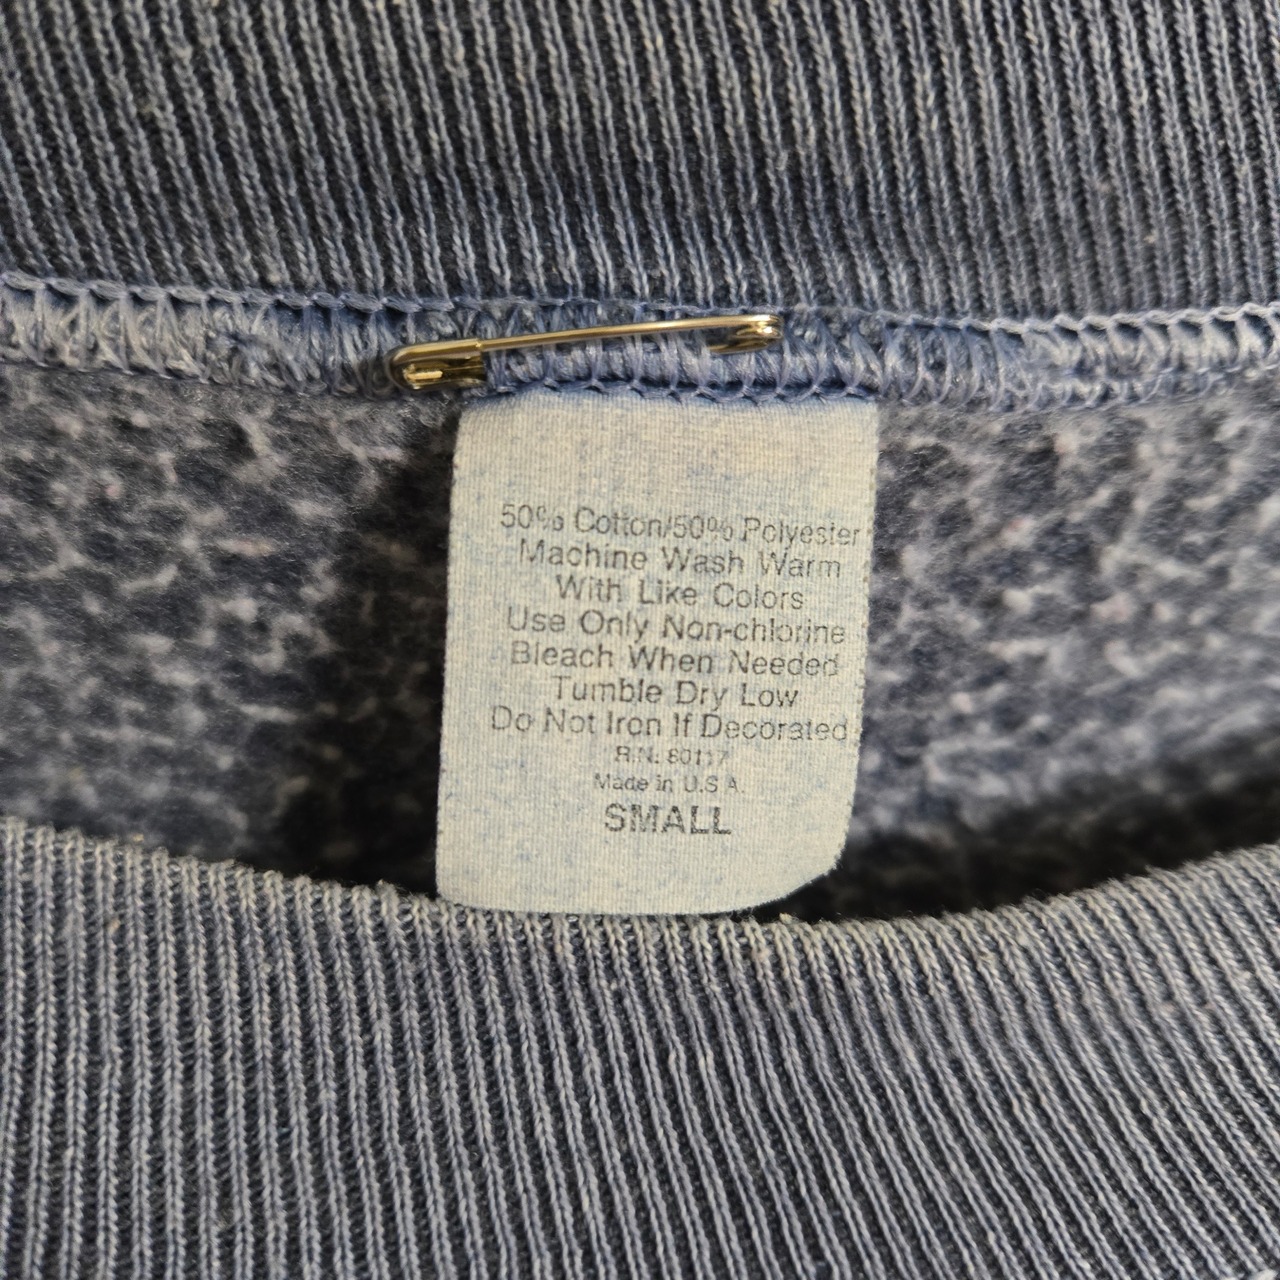 50% Cotton/50% Polyester
Machine Wash Warm
With Like Colors
Use Only Non-chlorine
Bleach When Needed
Tumble Dry Low
Do Not Iron If Decorated
R.N. 80117
Made in U.S.A.
SMALL